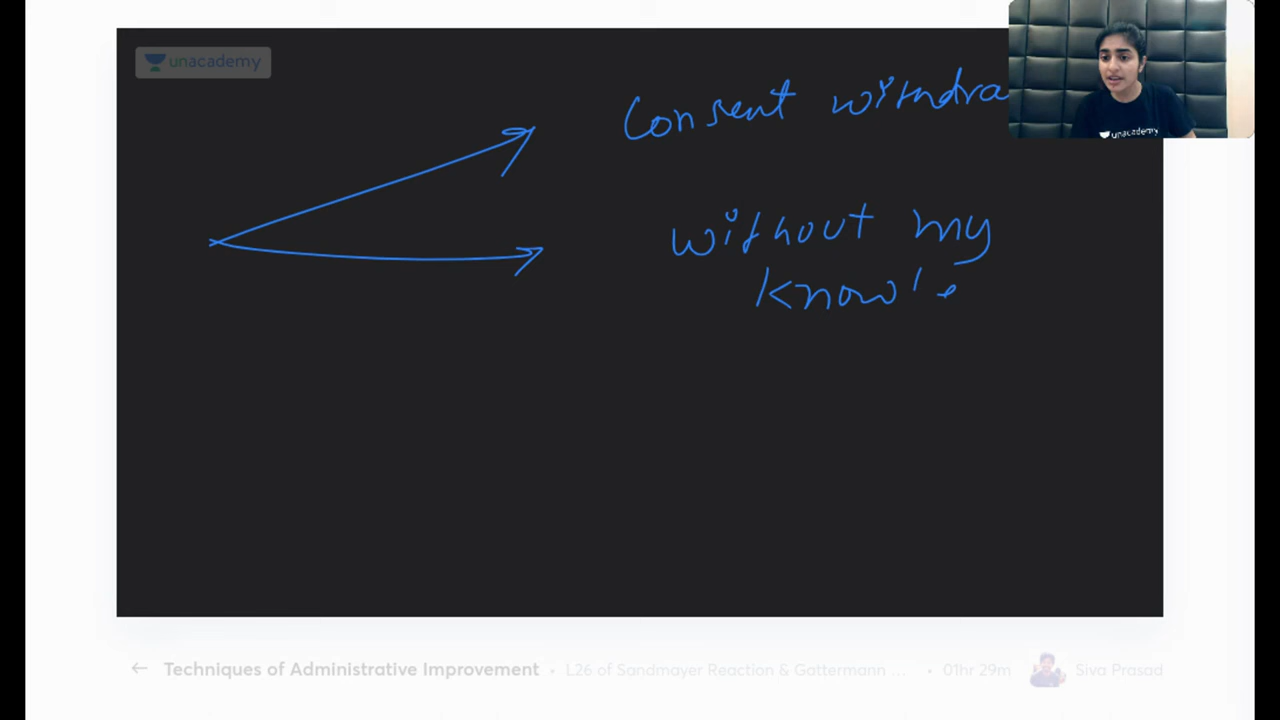 unacademy
Consent withdra
without my
know
unacademy
Techniques of Administrative Improvement • L26 of Sandmayer Reaction & Gattermann ... • 01hr 29m Siva Prasad